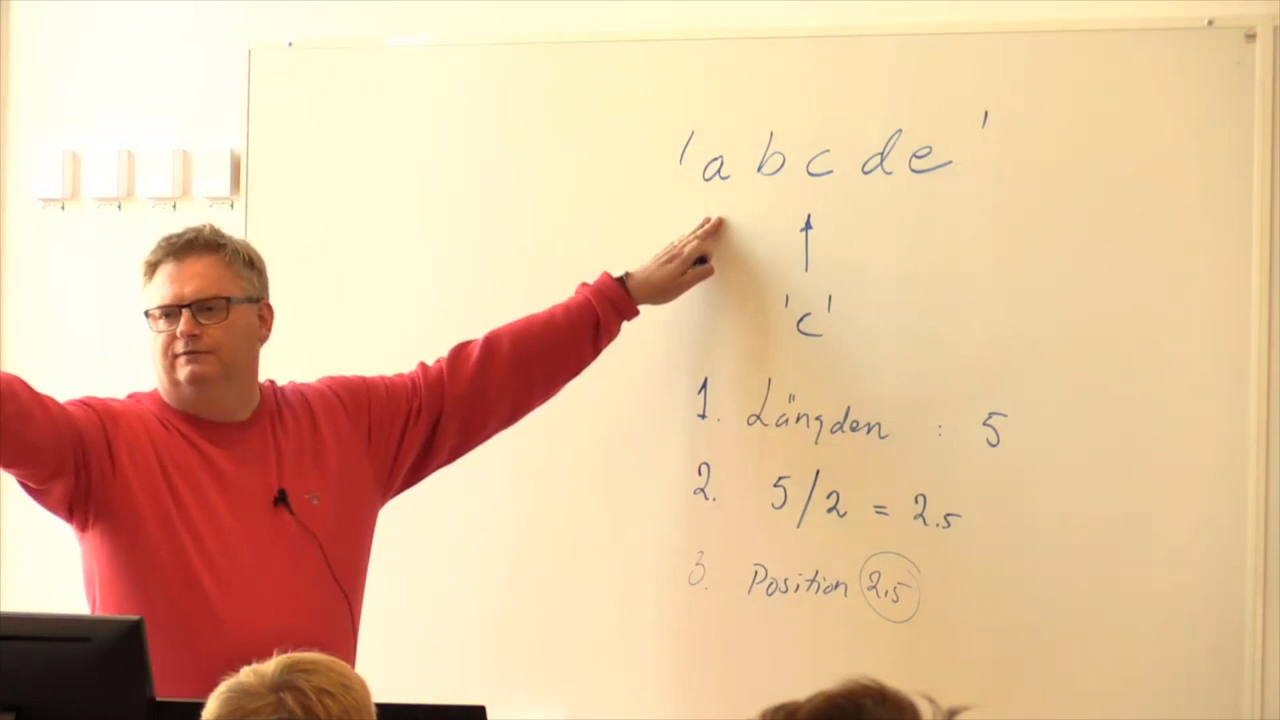 'abcde'
'c'
1. Längden : 5
2. 5/2 = 2.5
3. Position 2.5